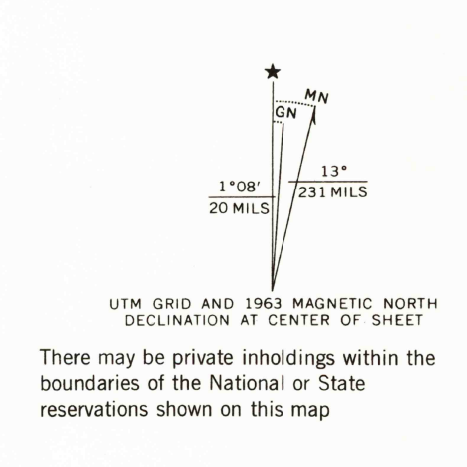 ★
MN
GN
1°08'
20 MILS
13°
231 MILS
UTM GRID AND 1963 MAGNETIC NORTH
DECLINATION AT CENTER OF SHEET
There may be private inholdings within the
boundaries of the National or State
reservations shown on this map